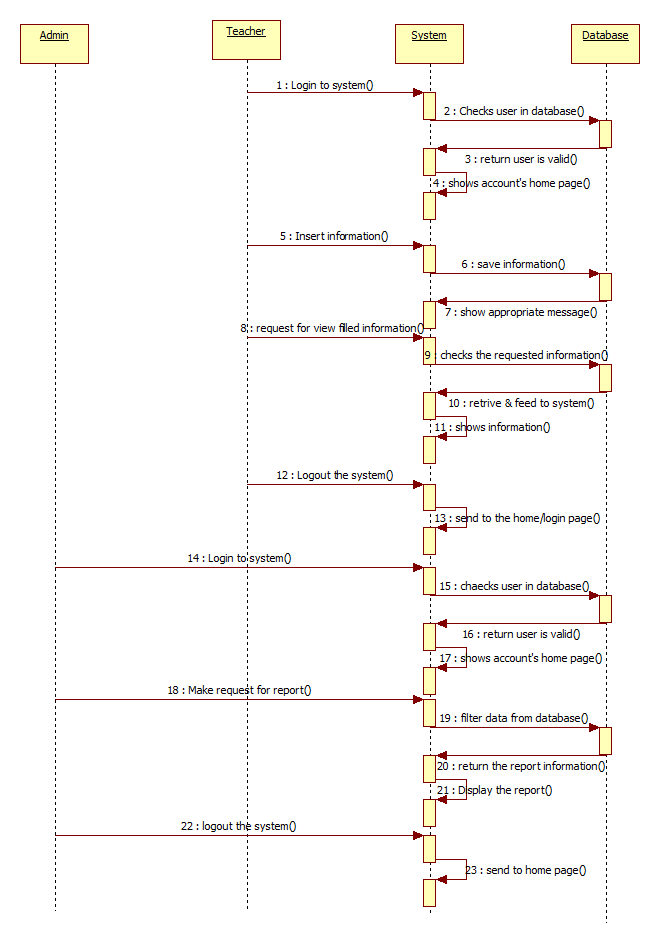 Admin
Teacher
System
Database
1 : Login to system()
2 : Checks user in database()
3 : return user is valid()
4 : shows account's home page()
5 : Insert information()
6 : save information()
7 : show appropriate message()
8 : request for view filled information()
9 : checks the requested information()
10 : retrive & feed to system()
11 : shows information()
12 : Logout the system()
13 : send to the home/login page()
14 : Login to system()
15 : chaecks user in database()
16 : return user is valid()
17 : shows account's home page()
18 : Make request for report()
19 : filter data from database()
20 : return the report information()
21 : Display the report()
22 : logout the system()
23 : send to home page()